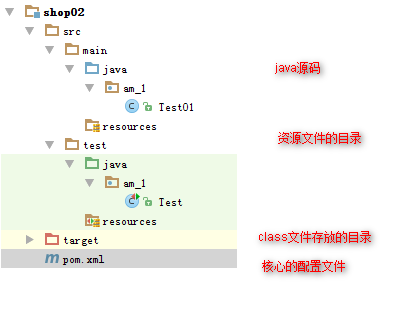 shop02
src
main
java java源码
am_1
Test01
resources 资源文件的目录
test
java
am_1
Test
resources
target class文件存放的目录
pom.xml 核心的配置文件